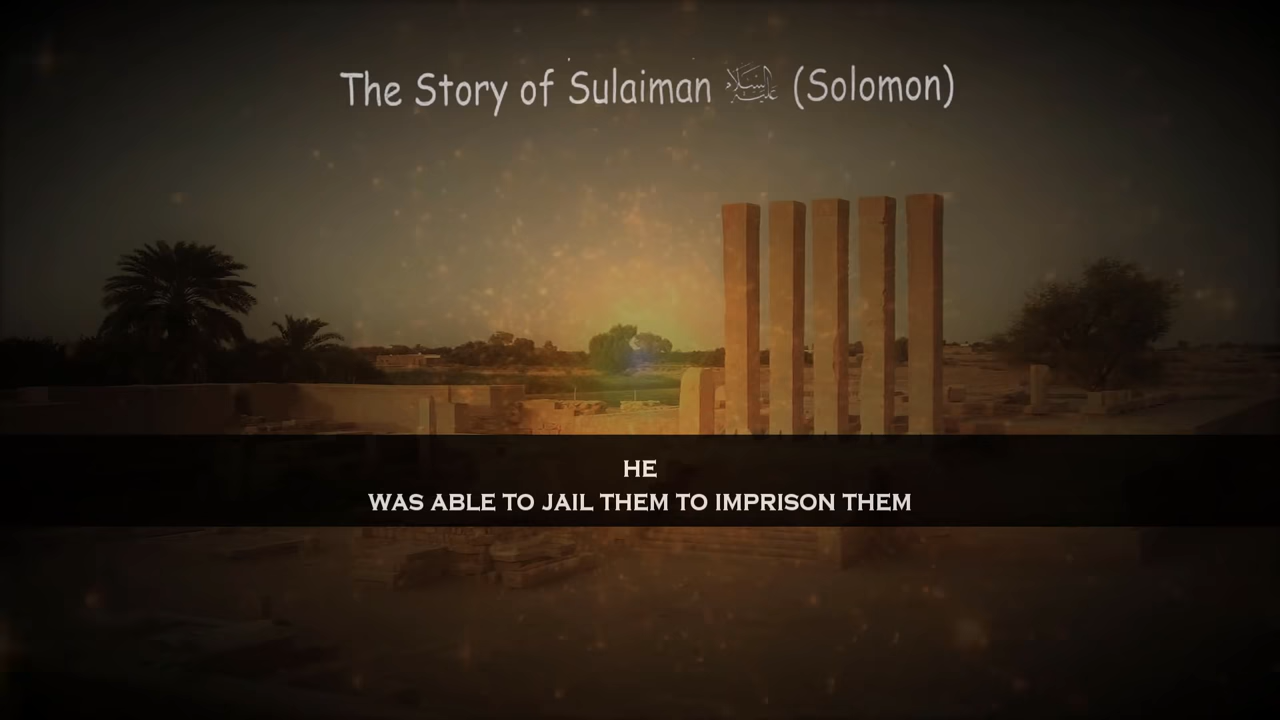 The Story of Sulaiman عليه السلام (Solomon)
HE
WAS ABLE TO JAIL THEM TO IMPRISON THEM